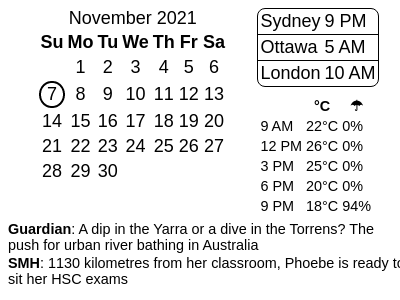 November 2021
Su Mo Tu We Th Fr Sa
1 2 3 4 5 6
7 8 9 10 11 12 13
14 15 16 17 18 19 20
21 22 23 24 25 26 27
28 29 30
Sydney 9 PM
Ottawa 5 AM
London 10 AM
°C ☂
9 AM 22°C 0%
12 PM 26°C 0%
3 PM 25°C 0%
6 PM 20°C 0%
9 PM 18°C 94%
Guardian: A dip in the Yarra or a dive in the Torrens? The
push for urban river bathing in Australia
SMH: 1130 kilometres from her classroom, Phoebe is ready to
sit her HSC exams